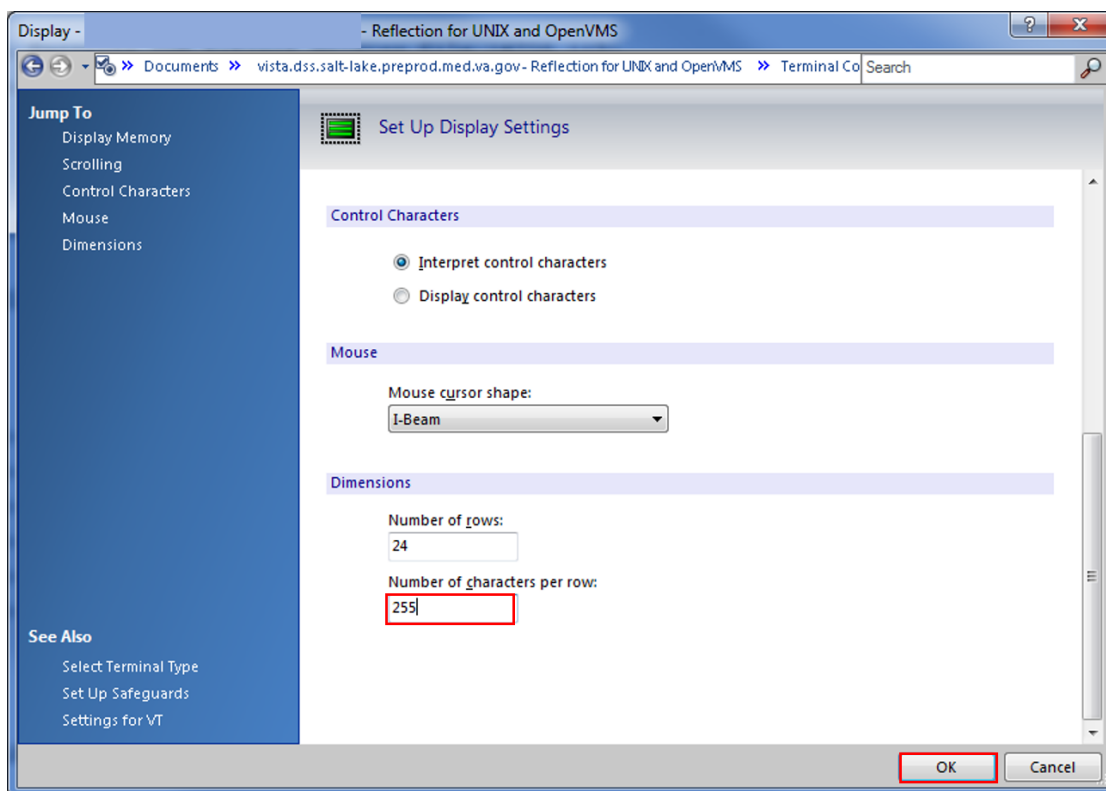 Display - - Reflection for UNIX and OpenVMS
» Documents » vista.dss.salt-lake.preprod.med.va.gov - Reflection for UNIX and OpenVMS » Terminal Co Search
Jump To
Display Memory
Scrolling
Control Characters
Mouse
Dimensions
Set Up Display Settings
Control Characters
Interpret control characters
Display control characters
Mouse
Mouse cursor shape:
I-Beam
Dimensions
Number of rows:
24
Number of characters per row:
255
See Also
Select Terminal Type
Set Up Safeguards
Settings for VT
OK Cancel